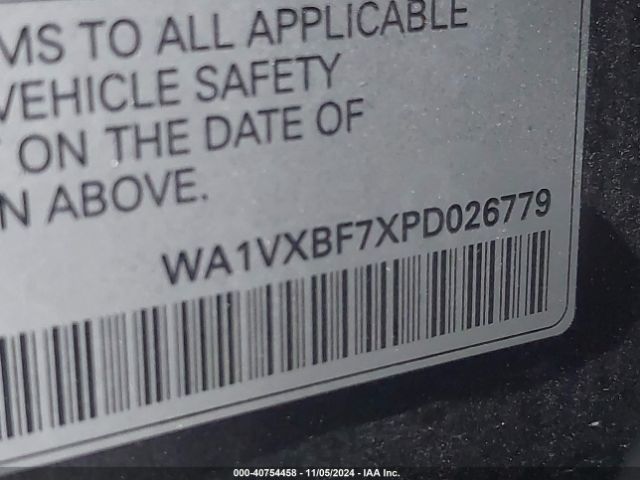 MS TO ALL APPLICABLE
VEHICLE SAFETY
ON THE DATE OF
N ABOVE.
WA1VXBF7XPD026779
000-40754458 - 11/05/2024 - IAA Inc.